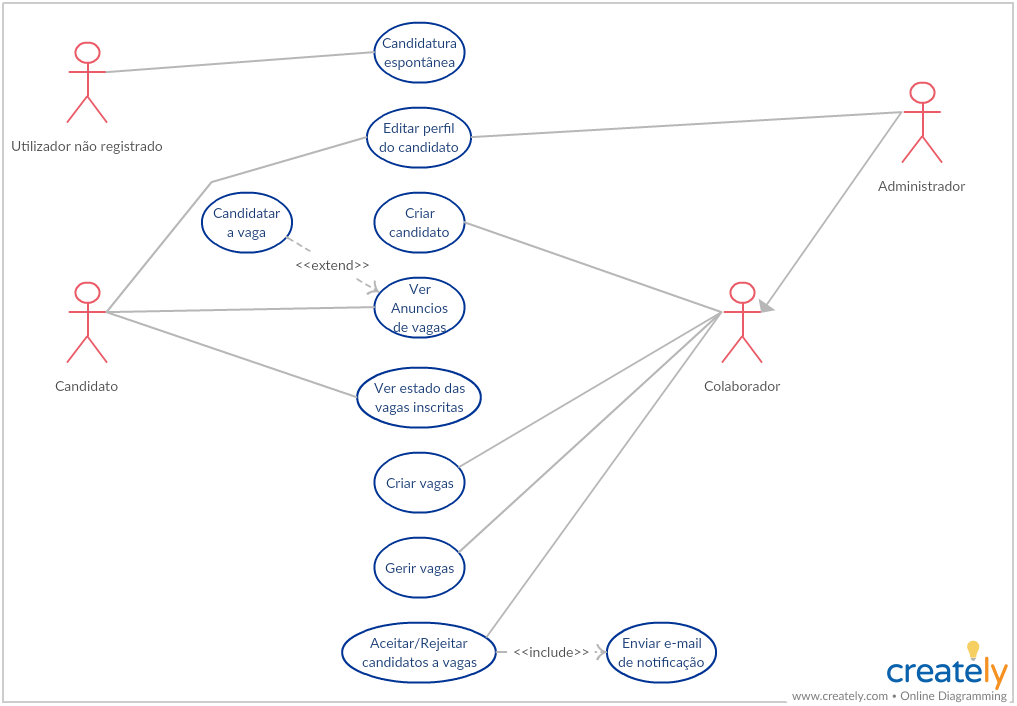 Candidatura
espontânea
Utilizador não registrado
Editar perfil
do candidato
Administrador
Candidatar
a vaga
Criar
candidato
<<extend>>
Ver
Anuncios
de vagas
Candidato
Colaborador
Ver estado das
vagas inscritas
Criar vagas
Gerir vagas
Aceitar/Rejeitar
candidatos a vagas
<<include>>
Enviar e-mail
de notificação
creately
www.creately.com • Online Diagramming